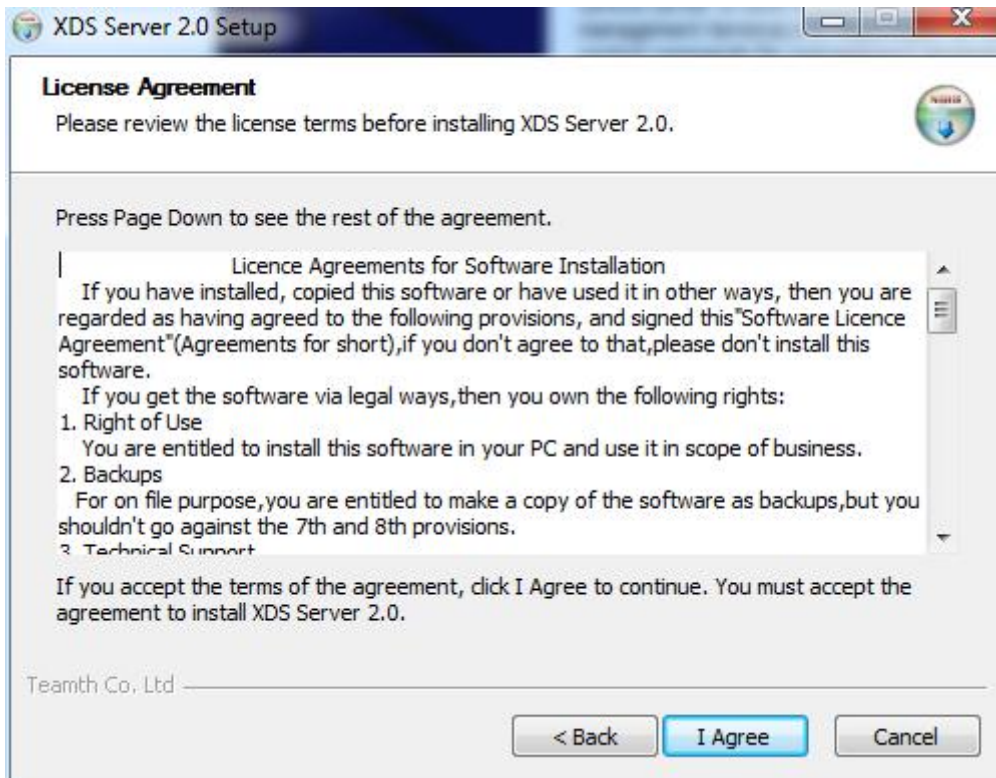 XDS Server 2.0 Setup
License Agreement
Please review the license terms before installing XDS Server 2.0.
Press Page Down to see the rest of the agreement.
Licence Agreements for Software Installation
If you have installed, copied this software or have used it in other ways, then you are
regarded as having agreed to the following provisions, and signed this"Software Licence
Agreement"(Agreements for short),if you don't agree to that,please don't install this
software.
If you get the software via legal ways,then you own the following rights:
1. Right of Use
You are entitled to install this software in your PC and use it in scope of business.
2. Backups
For on file purpose,you are entitled to make a copy of the software as backups,but you
shouldn't go against the 7th and 8th provisions.
3. Technical Support
If you accept the terms of the agreement, click I Agree to continue. You must accept the
agreement to install XDS Server 2.0.
Teamth Co. Ltd
< Back
I Agree
Cancel